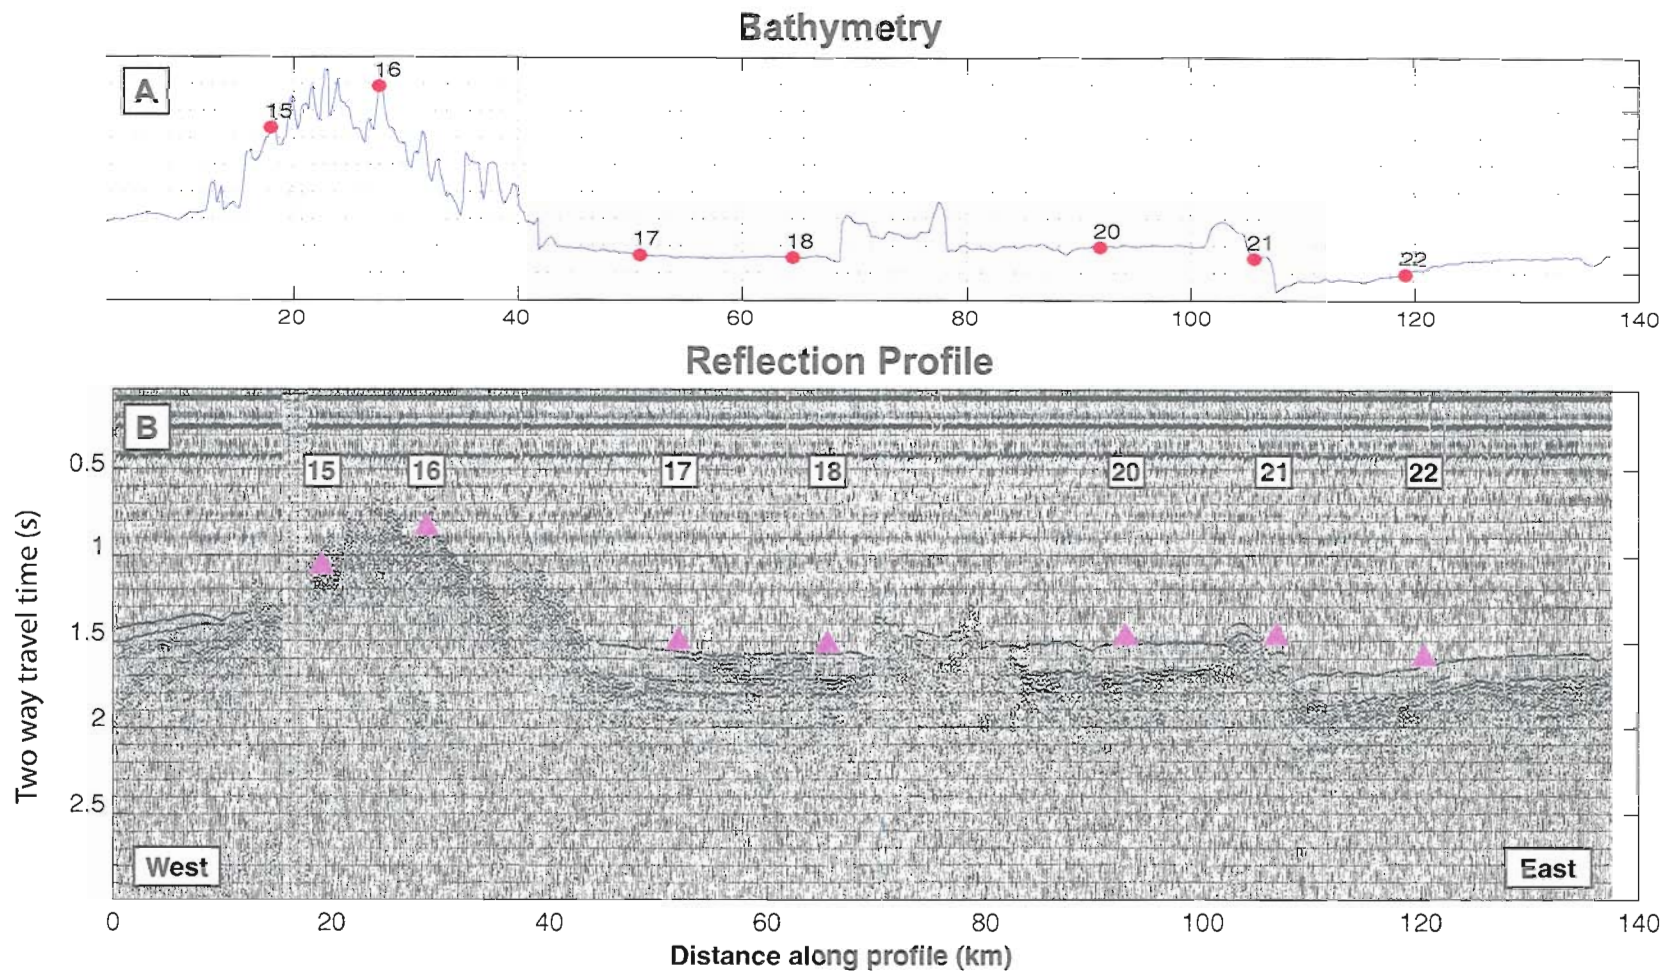 Bathymetry
A
15
16
17
18
20
21
22
20 40 60 80 100 120 140
Reflection Profile
B
15 16 17 18 20 21 22
0.5
1
1.5
2
2.5
Two way travel time (s)
West
East
0 20 40 60 80 100 120 140
Distance along profile (km)